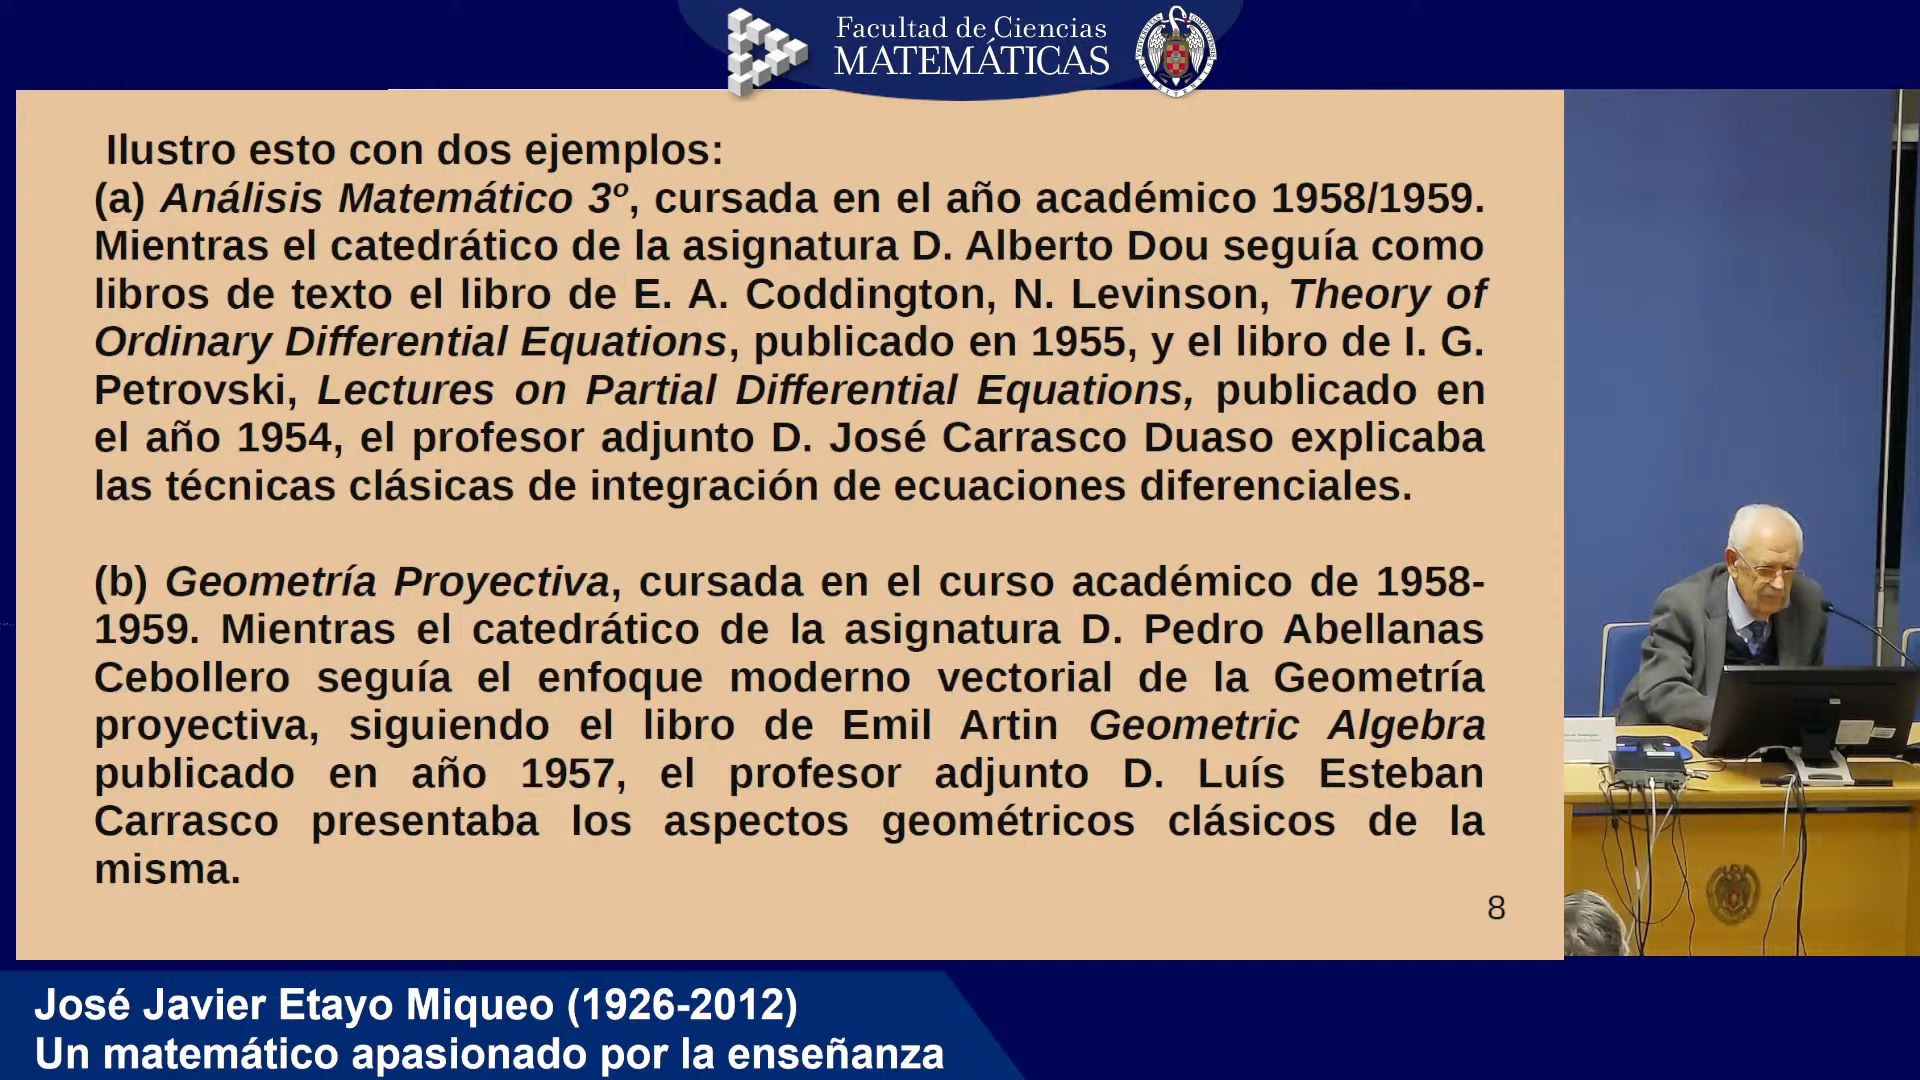 Facultad de Ciencias
MATEMÁTICAS
Ilustro esto con dos ejemplos:
(a) Análisis Matemático 3º, cursada en el año académico 1958/1959.
Mientras el catedrático de la asignatura D. Alberto Dou seguía como
libros de texto el libro de E. A. Coddington, N. Levinson, Theory of
Ordinary Differential Equations, publicado en 1955, y el libro de I. G.
Petrovski, Lectures on Partial Differential Equations, publicado en
el año 1954, el profesor adjunto D. José Carrasco Duaso explicaba
las técnicas clásicas de integración de ecuaciones diferenciales.
(b) Geometría Proyectiva, cursada en el curso académico de 1958-
1959. Mientras el catedrático de la asignatura D. Pedro Abellanas
Cebollero seguía el enfoque moderno vectorial de la Geometría
proyectiva, siguiendo el libro de Emil Artin Geometric Algebra
publicado en año 1957, el profesor adjunto D. Luís Esteban
Carrasco presentaba los aspectos geométricos clásicos de la
misma.
8
José Javier Etayo Miqueo (1926-2012)
Un matemático apasionado por la enseñanza